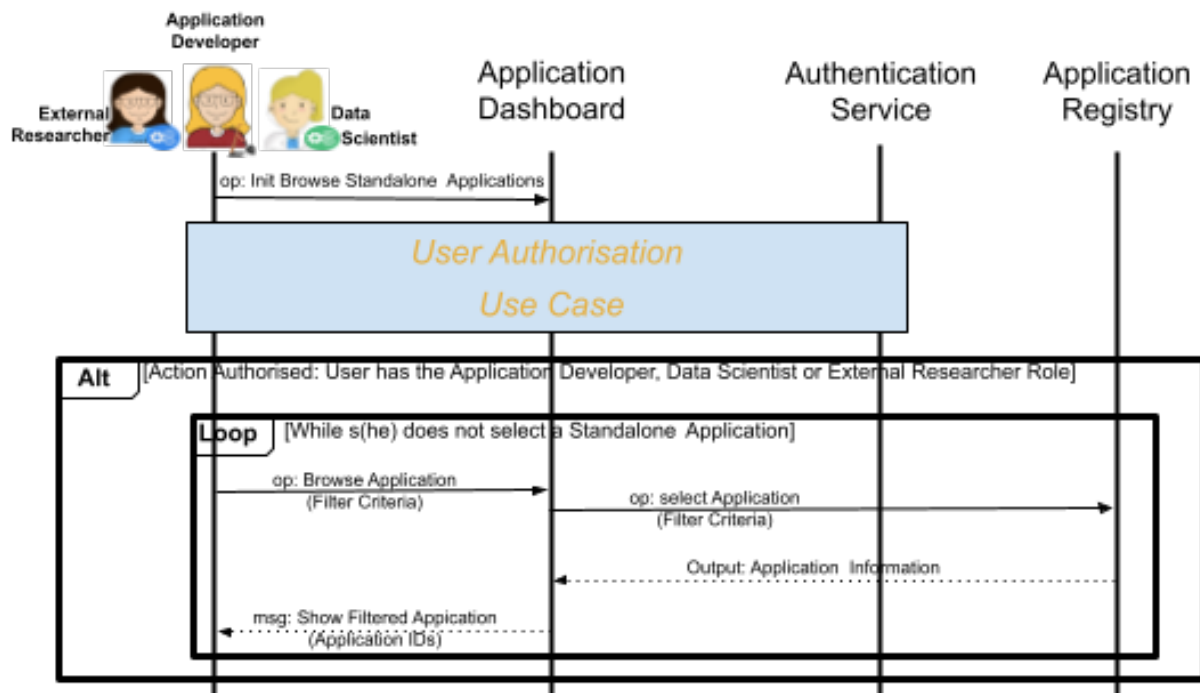 Application
Developer
External
Researcher
Data
Scientist
Application
Dashboard
Authentication
Service
Application
Registry
op: Init Browse Standalone Applications
User Authorisation
Use Case
Alt
[Action Authorised: User has the Application Developer, Data Scientist or External Researcher Role]
Loop
[While s(he) does not select a Standalone Application]
op: Browse Application
(Filter Criteria)
op: select Application
(Filter Criteria)
Output: Application Information
msg: Show Filtered Appication
(Application IDs)